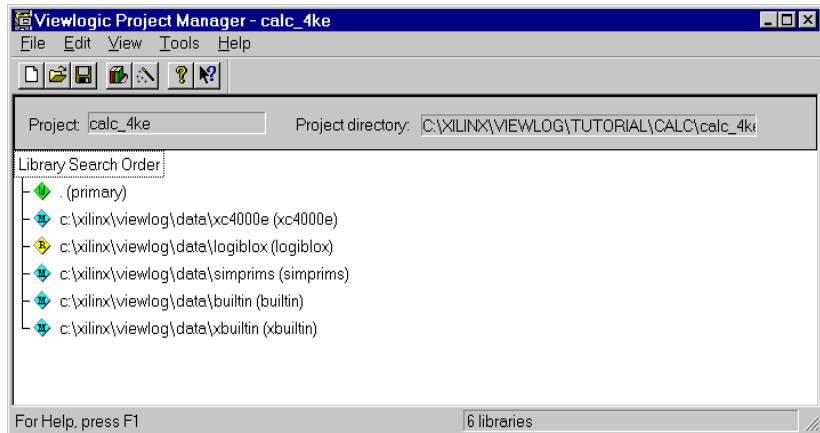 Viewlogic Project Manager - calc_4ke
File Edit View Tools Help
Project: calc_4ke Project directory: C:\XILINX\VIEWLOG\TUTORIAL\CALC\calc_4ke
Library Search Order
W . (primary)
M c:\xilinx\viewlog\data\xc4000e (xc4000e)
R c:\xilinx\viewlog\data\logiblox (logiblox)
M c:\xilinx\viewlog\data\simprims (simprims)
M c:\xilinx\viewlog\data\builtin (builtin)
M c:\xilinx\viewlog\data\xbuiltin (xbuiltin)
For Help, press F1 6 libraries